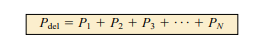 P_del = P_1 + P_2 + P_3 + · · · + P_N